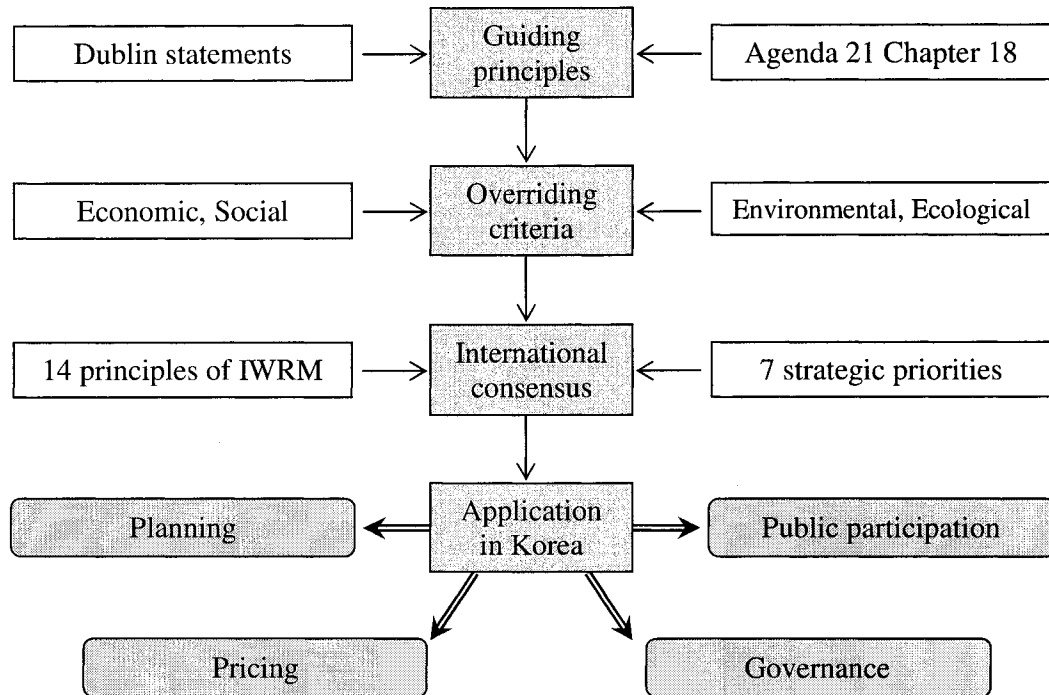 Dublin statements
Guiding
principles
Agenda 21 Chapter 18
Economic, Social
Overriding
criteria
Environmental, Ecological
14 principles of IWRM
International
consensus
7 strategic priorities
Planning
Application
in Korea
Public participation
Pricing
Governance